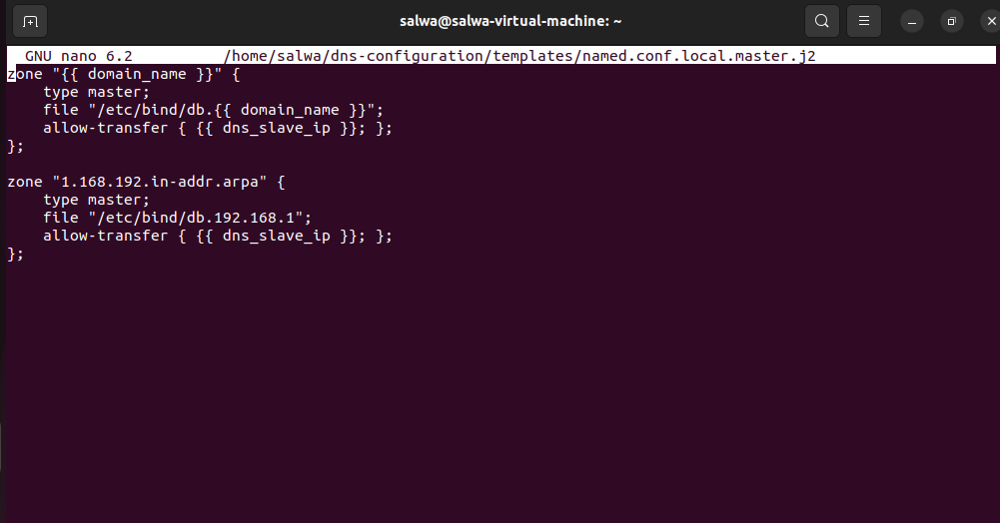 salwa@salwa-virtual-machine: ~
GNU nano 6.2 /home/salwa/dns-configuration/templates/named.conf.local.master.j2
zone "{{ domain_name }}" {
    type master;
    file "/etc/bind/db.{{ domain_name }}";
    allow-transfer { {{ dns_slave_ip }}; };
};

zone "1.168.192.in-addr.arpa" {
    type master;
    file "/etc/bind/db.192.168.1";
    allow-transfer { {{ dns_slave_ip }}; };
};